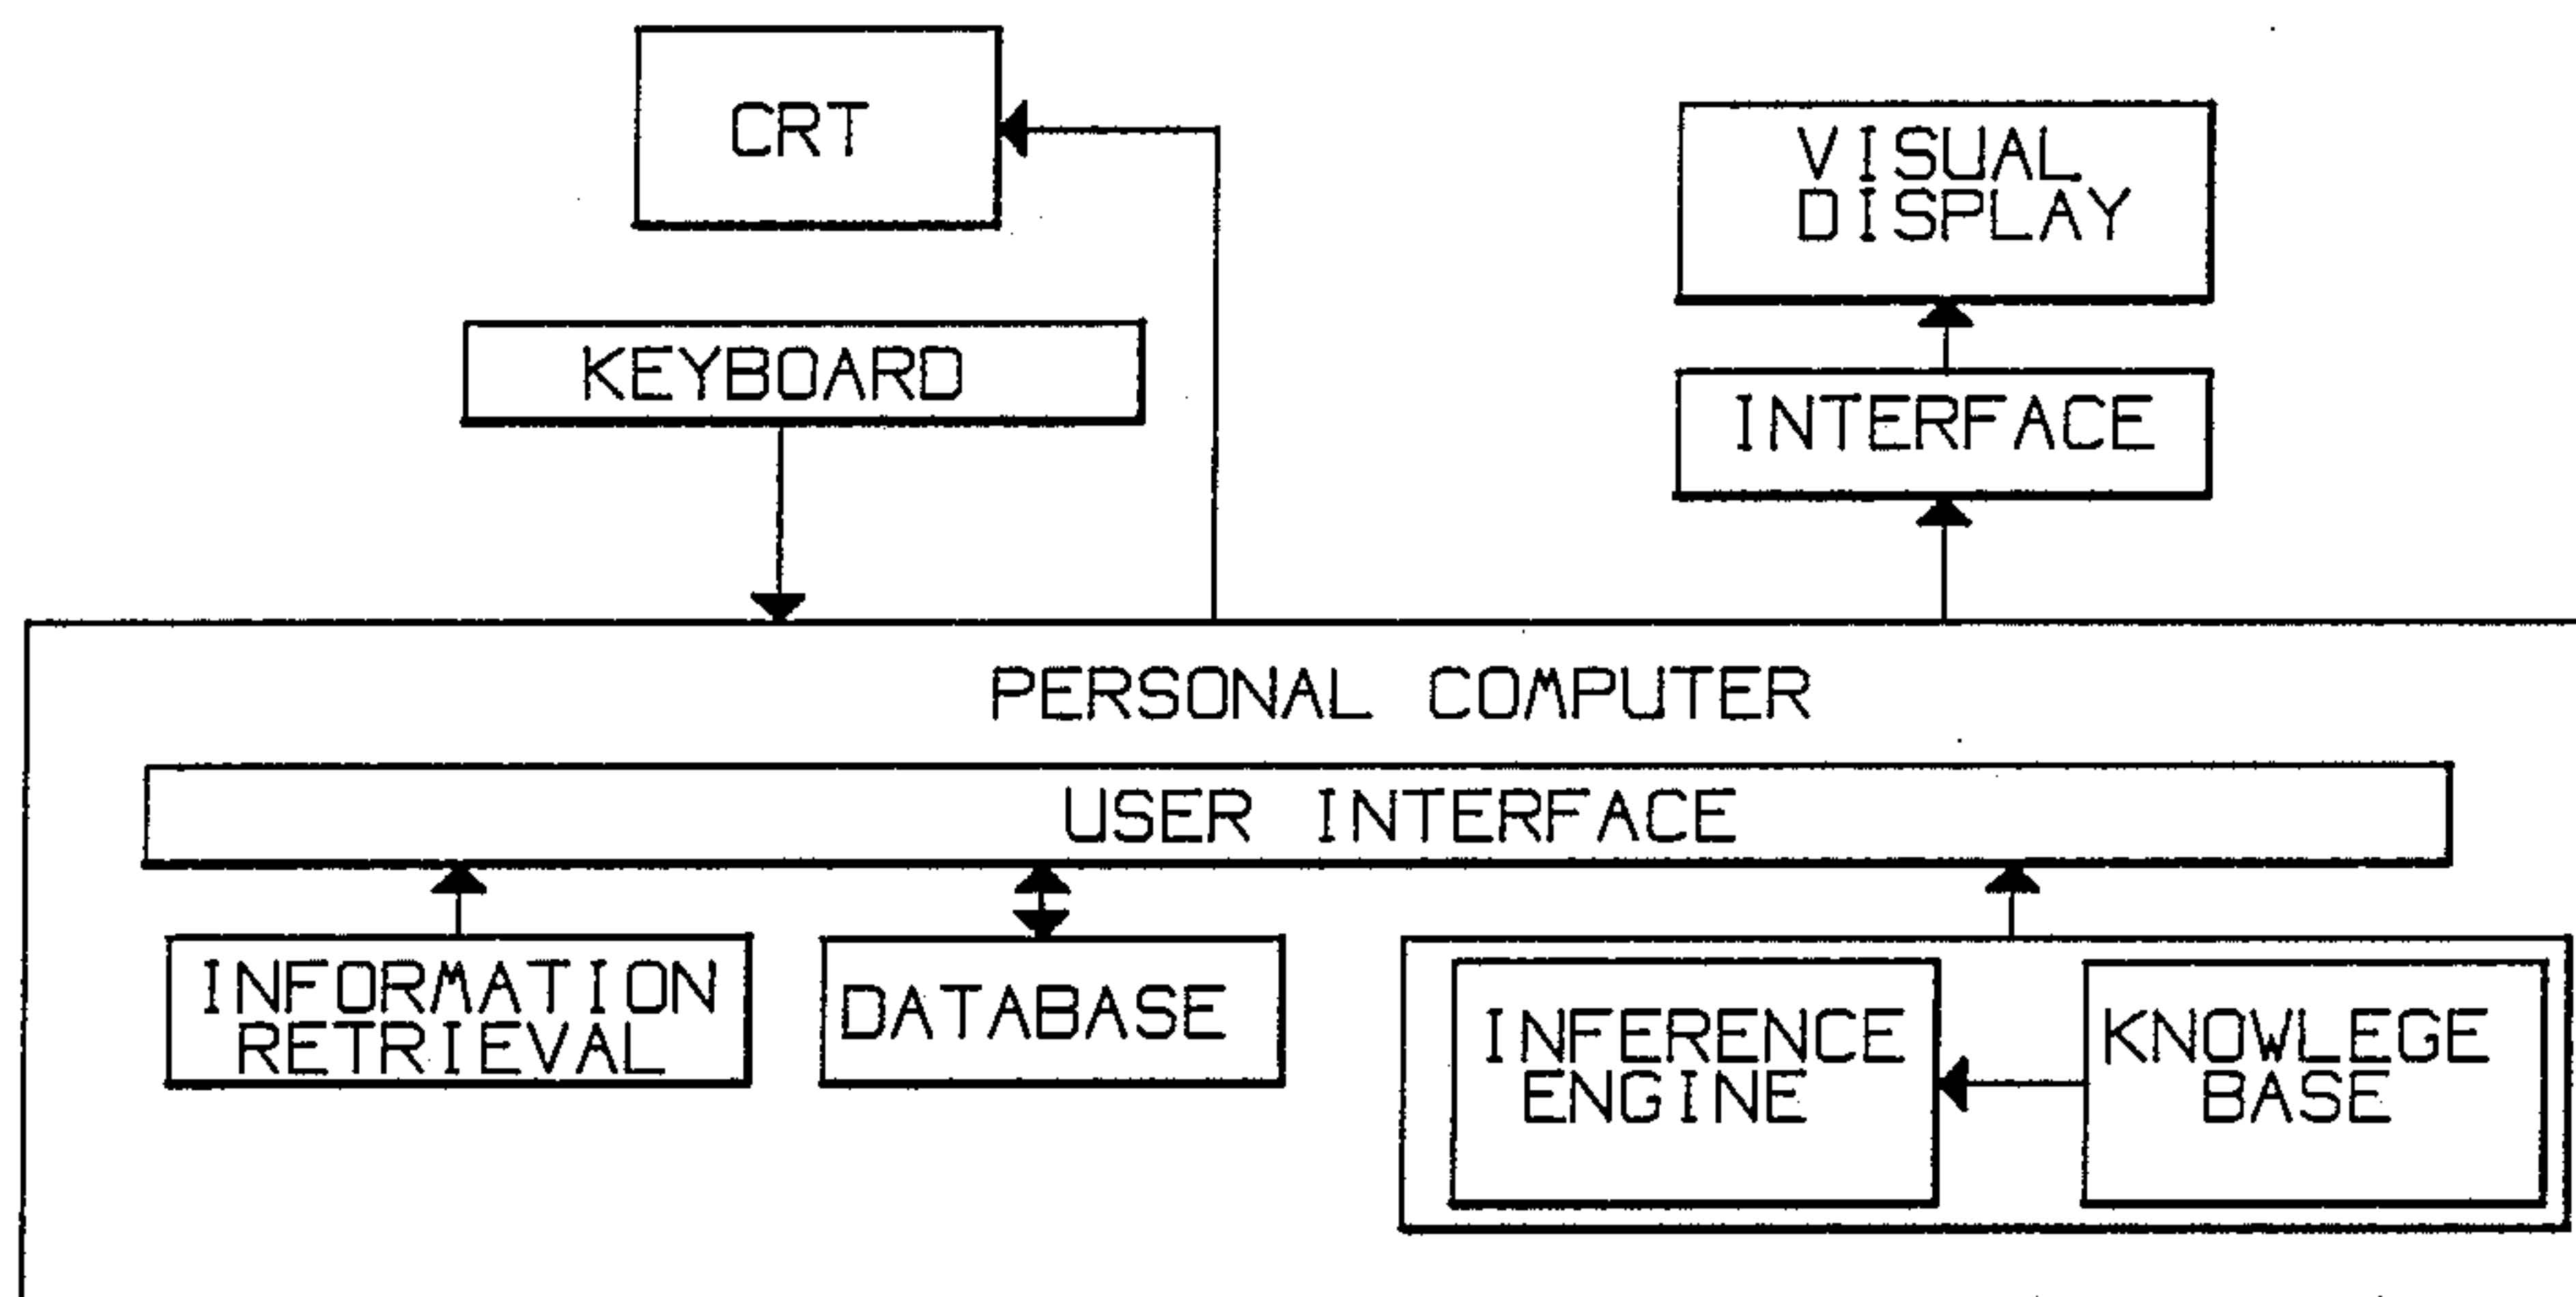 CRT
VISUAL
DISPLAY
KEYBOARD
INTERFACE
PERSONAL COMPUTER
USER INTERFACE
INFORMATION
RETRIEVAL
DATABASE
INFERENCE
ENGINE
KNOWLEGE
BASE